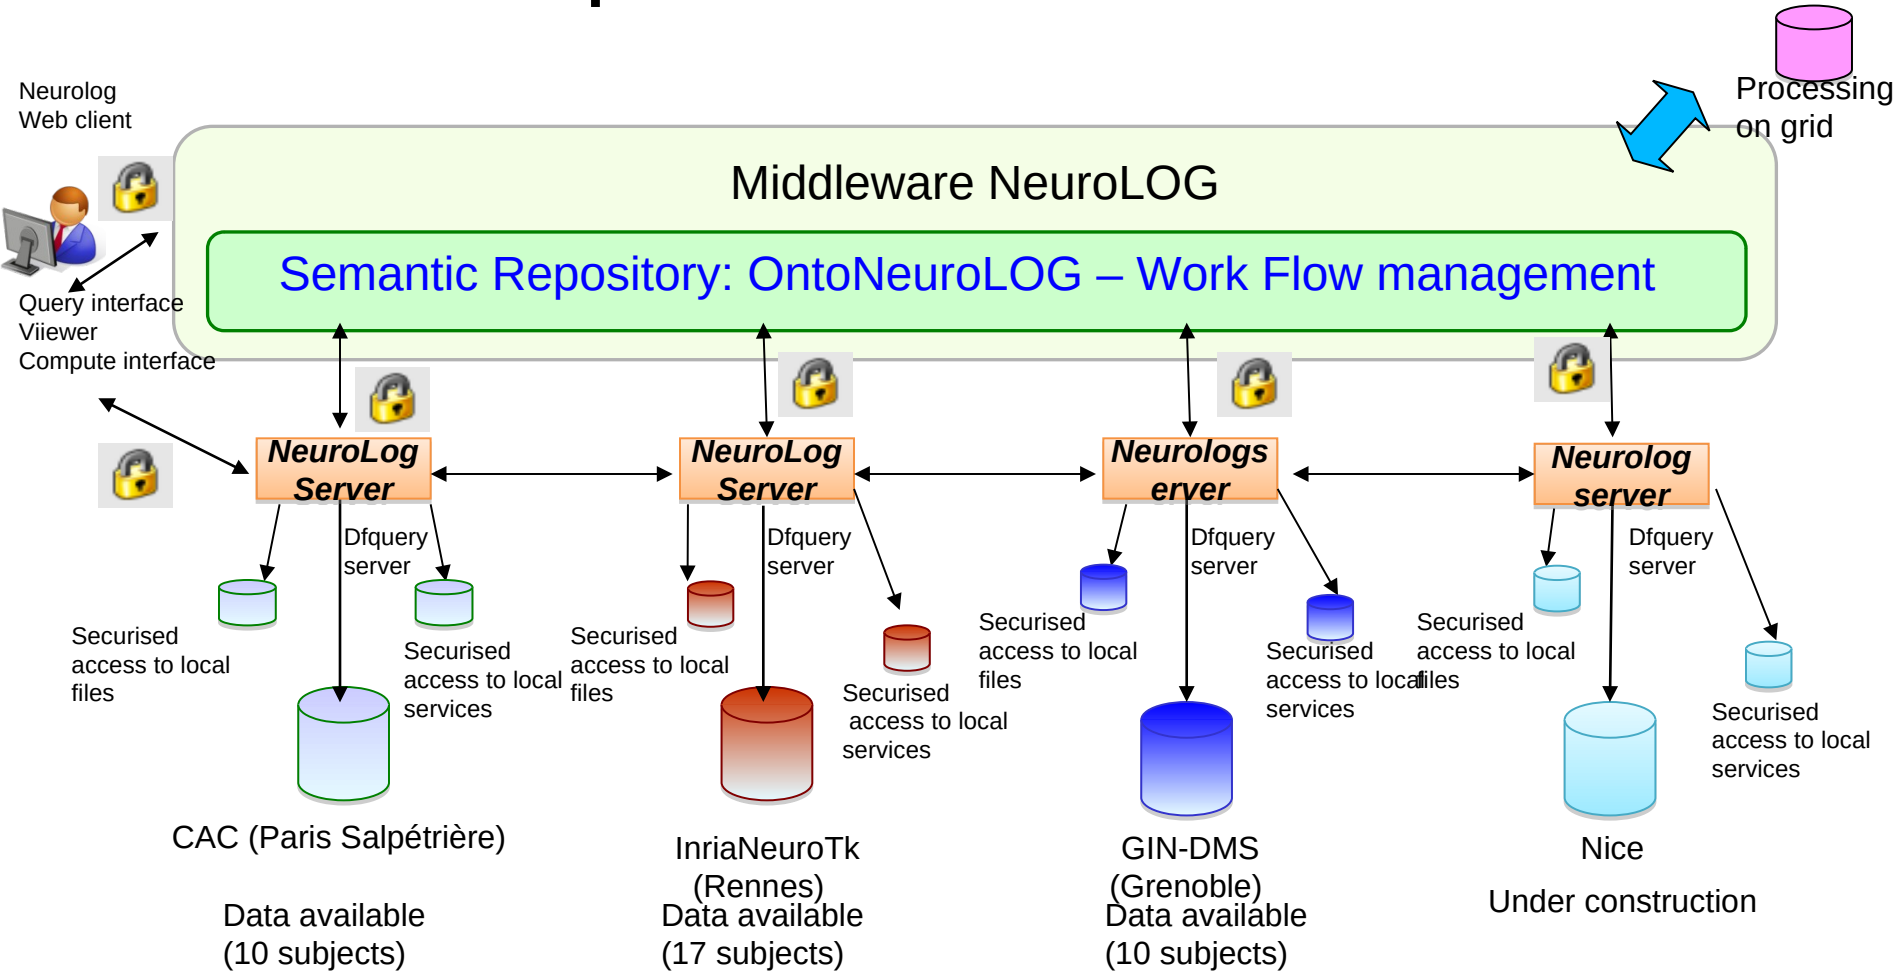 Neurolog
Web client
Processing
on grid
Middleware NeuroLOG
Semantic Repository: OntoNeuroLOG – Work Flow management
Query interface
Viiewer
Compute interface
NeuroLog
Server
NeuroLog
Server
Neurologs
erver
Neurolog
server
Dfquery
server
Dfquery
server
Dfquery
server
Dfquery
server
Securised
access to local
files
Securised
access to local
services
Securised
access to local
files
Securised
access to local
services
Securised
access to local
files
Securised
access to local
services
Securised
access to local
files
Securised
access to local
services
CAC (Paris Salpétrière)
InriaNeuroTk
(Rennes)
GIN-DMS
(Grenoble)
Nice
Data available
(10 subjects)
Data available
(17 subjects)
Data available
(10 subjects)
Under construction